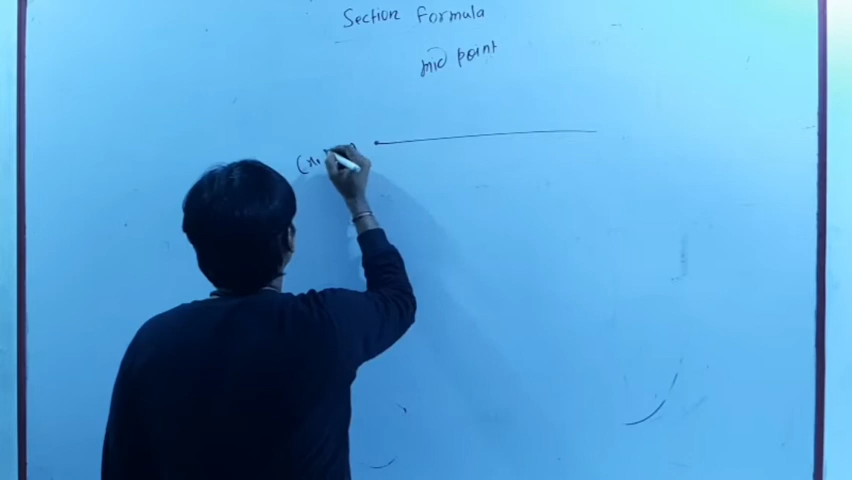 Section Formula
mid point
(x₁